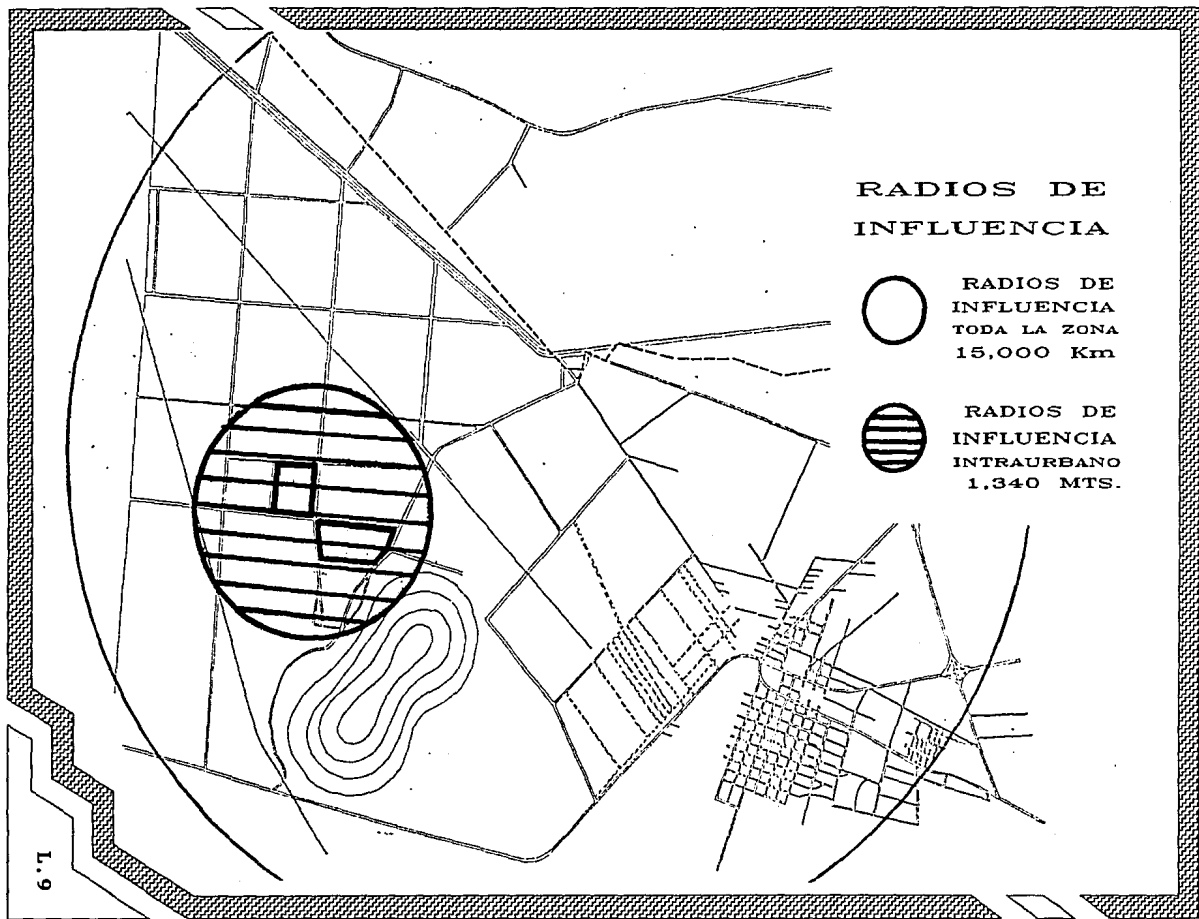 RADIOS DE
INFLUENCIA
RADIOS DE
INFLUENCIA
TODA LA ZONA
15,000 Km
RADIOS DE
INFLUENCIA
INTRAURBANO
1,340 MTS.
L.9